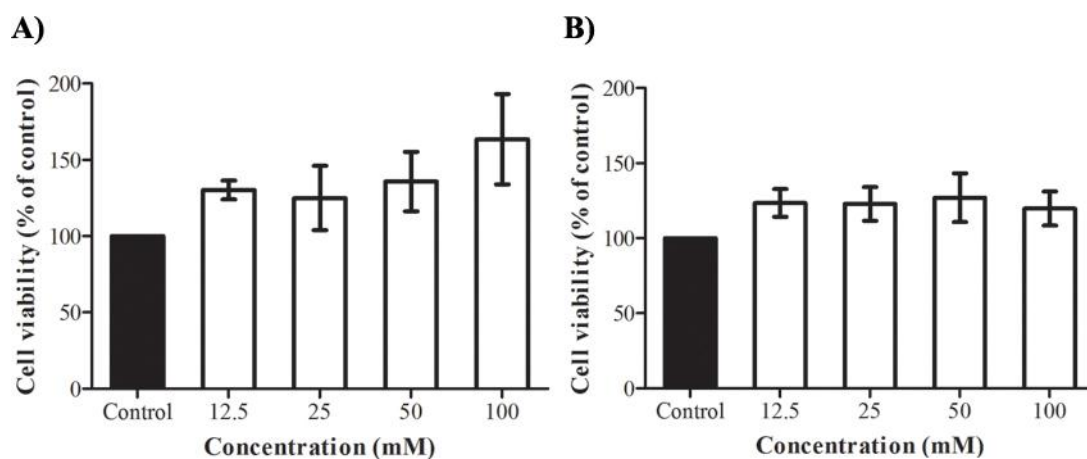 A)
B)
Cell viability (% of control)
200
150
100
50
0
Control 12.5 25 50 100
Concentration (mM)
Cell viability (% of control)
200
150
100
50
0
Control 12.5 25 50 100
Concentration (mM)